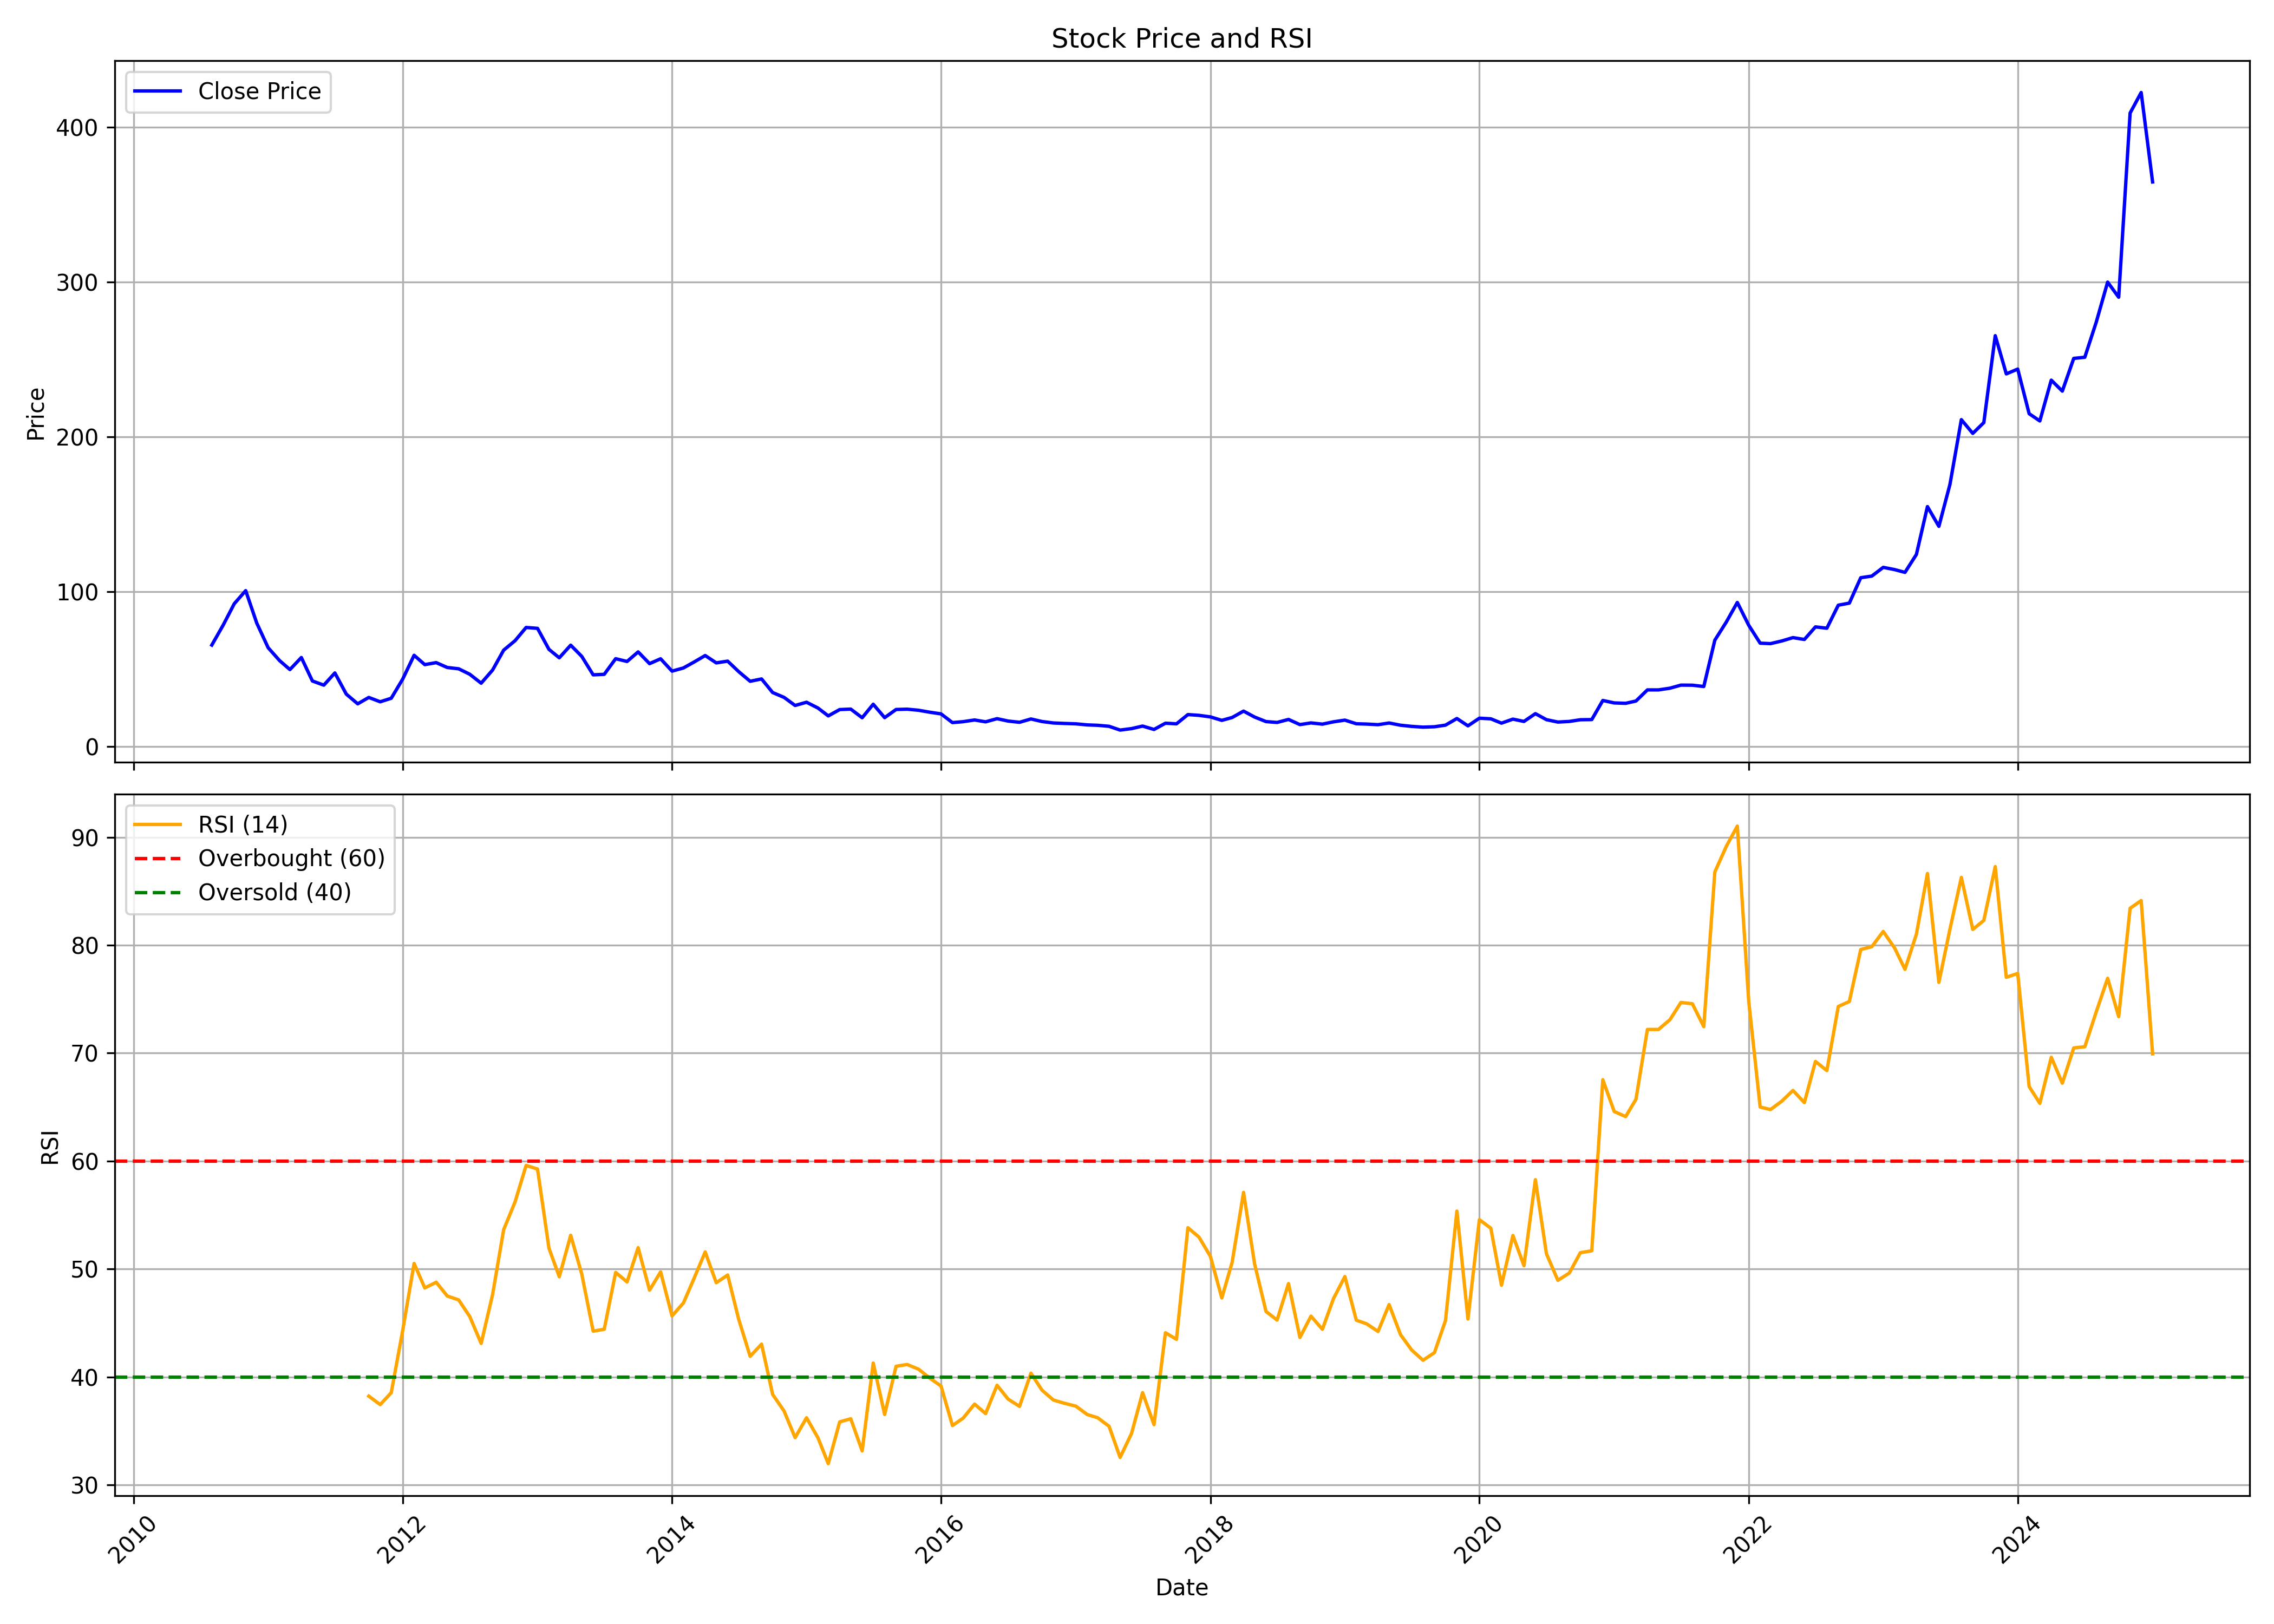 Stock Price and RSI
Close Price
400
300
200
100
0
Price
RSI (14)
Overbought (60)
Oversold (40)
90
80
70
60
50
40
30
RSI
2010
2012
2014
2016
2018
2020
2022
2024
Date